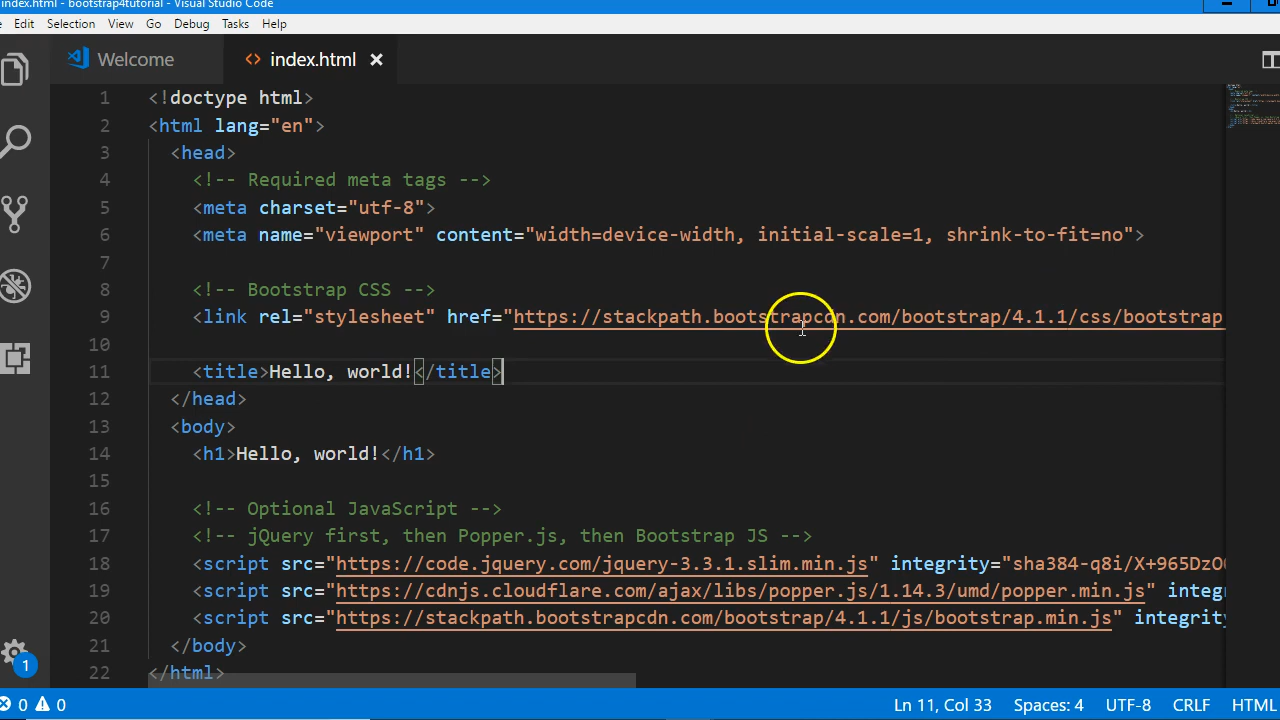 index.html - bootstrap4tutorial - Visual Studio Code
Edit Selection View Go Debug Tasks Help
Welcome index.html
1 <!doctype html>
2 <html lang="en">
3 <head>
4 <!-- Required meta tags -->
5 <meta charset="utf-8">
6 <meta name="viewport" content="width=device-width, initial-scale=1, shrink-to-fit=no">
7
8 <!-- Bootstrap CSS -->
9 <link rel="stylesheet" href="https://stackpath.bootstrapcdn.com/bootstrap/4.1.1/css/bootstrap
10
11 <title>Hello, world!</title>
12 </head>
13 <body>
14 <h1>Hello, world!</h1>
15
16 <!-- Optional JavaScript -->
17 <!-- jQuery first, then Popper.js, then Bootstrap JS -->
18 <script src="https://code.jquery.com/jquery-3.3.1.slim.min.js" integrity="sha384-q8i/X+965DzO
19 <script src="https://cdnjs.cloudflare.com/ajax/libs/popper.js/1.14.3/umd/popper.min.js" integ
20 <script src="https://stackpath.bootstrapcdn.com/bootstrap/4.1.1/js/bootstrap.min.js" integrity
21 </body>
22 </html>
1
0 0 Ln 11, Col 33 Spaces: 4 UTF-8 CRLF HTML